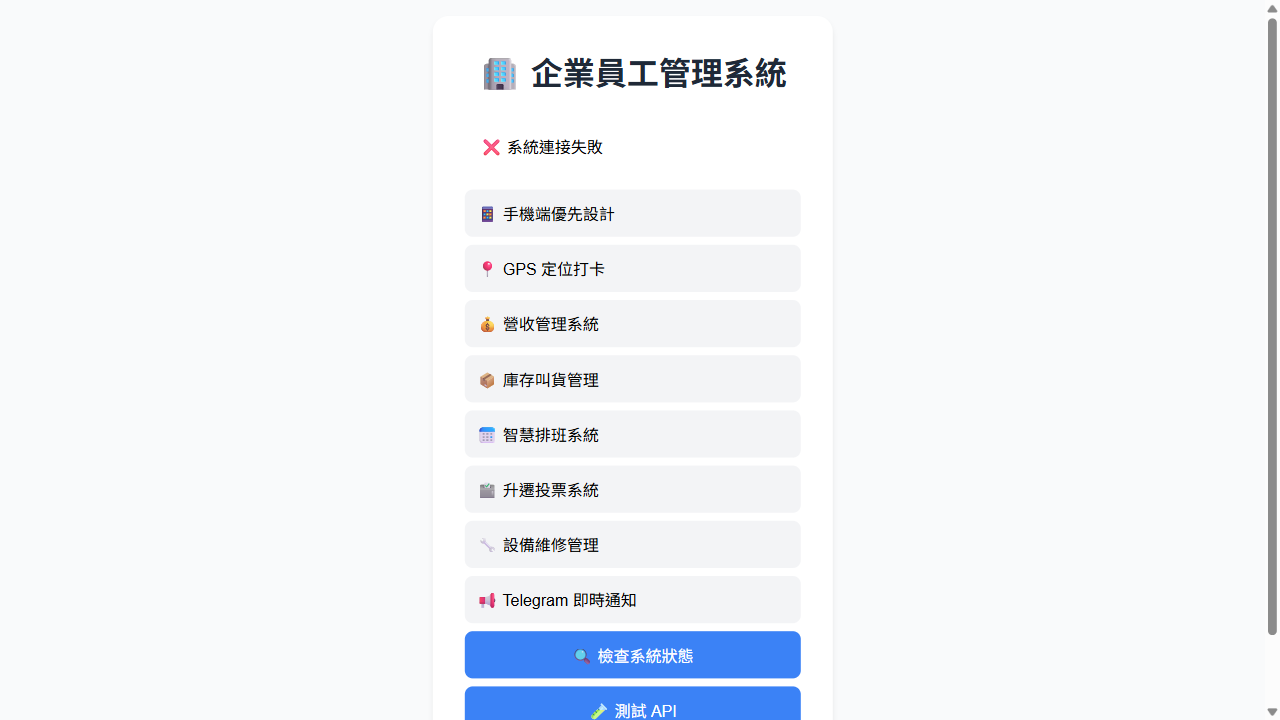 🏢 企業員工管理系統
❌ 系統連接失敗
📱 手機端優先設計
📍 GPS 定位打卡
💰 營收管理系統
📦 庫存叫貨管理
📅 智慧排班系統
🗳️ 升遷投票系統
🔧 設備維修管理
📢 Telegram 即時通知
🔍 檢查系統狀態
🧪 測試 API